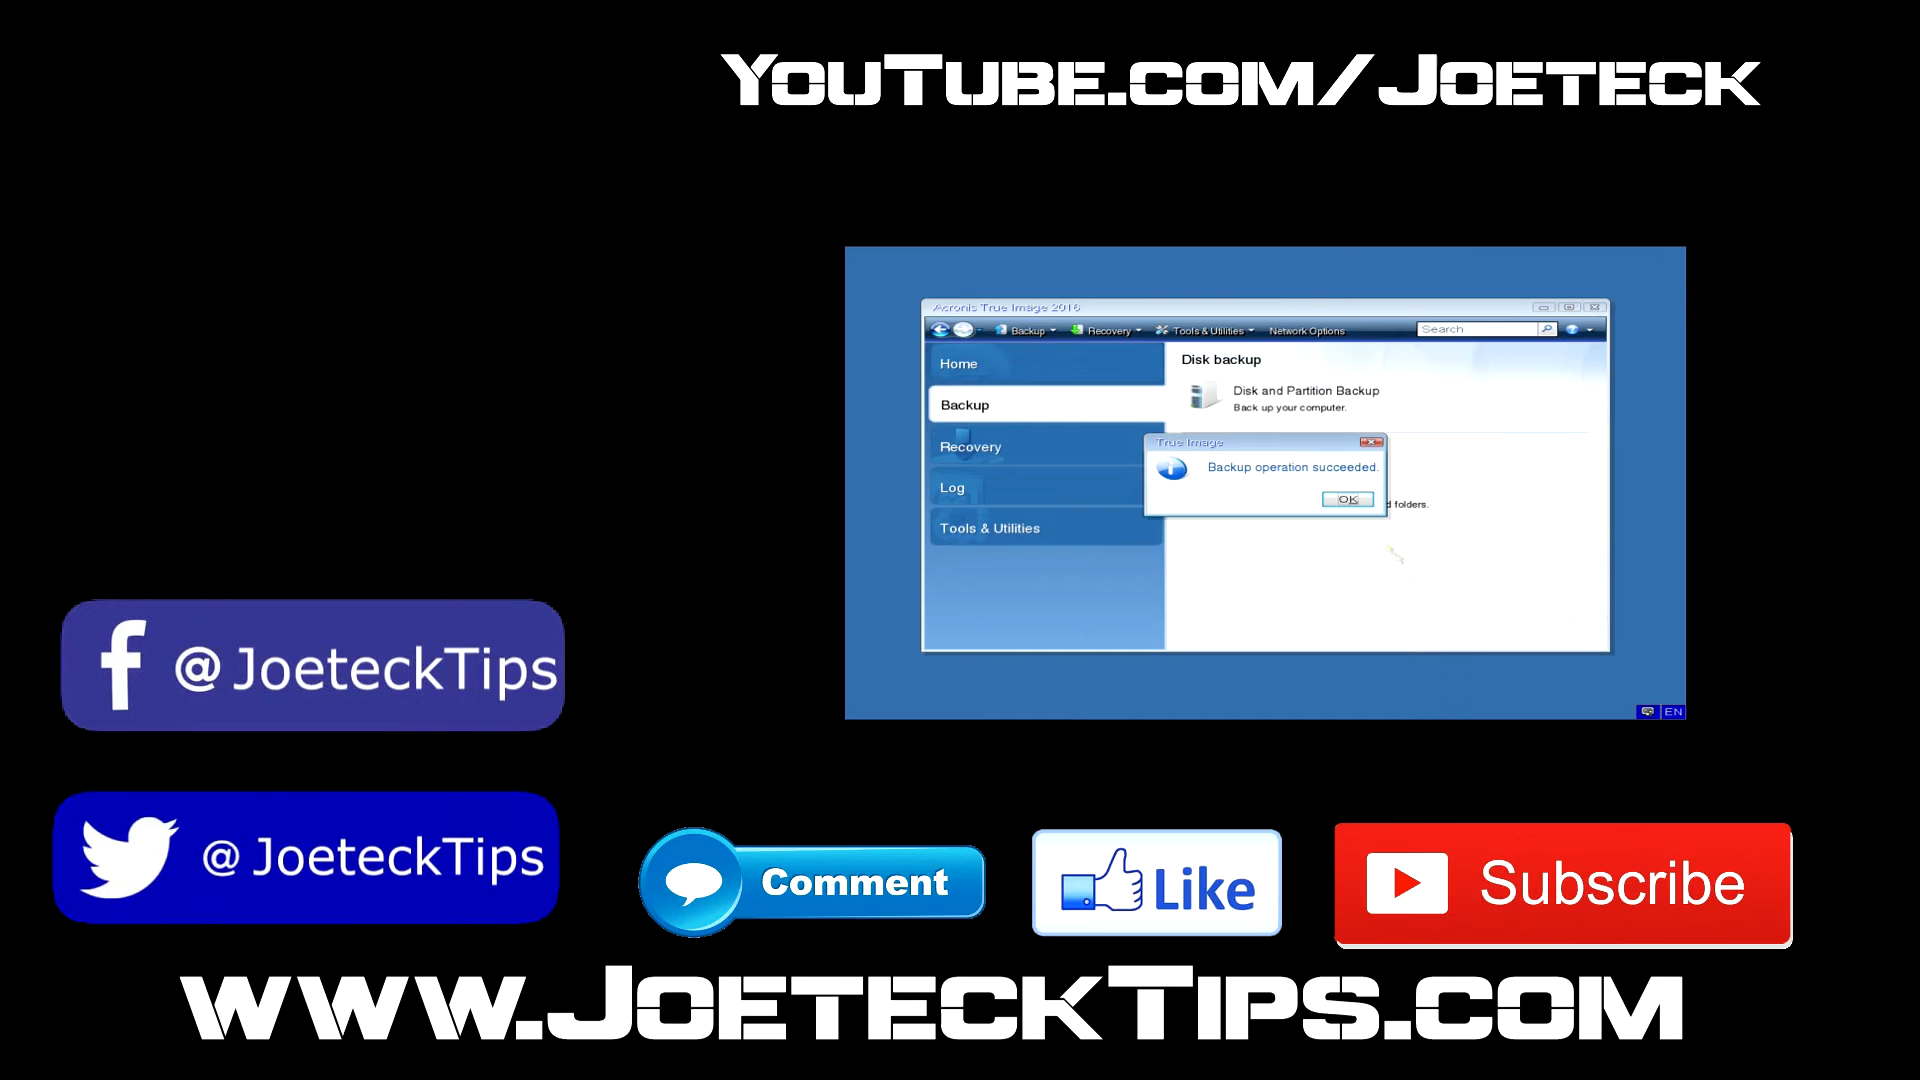 YouTube.com/Joeteck
Acronis True Image 2016
Backup Recovery Tools & Utilities Network Options Search
Home
Backup
Recovery
Log
Tools & Utilities
Disk backup
Disk and Partition Backup
Back up your computer.
True Image
Backup operation succeeded.
OK
d folders.
EN
f @JoeteckTips
@JoeteckTips
Comment
Like
Subscribe
www.JoeteckTips.com